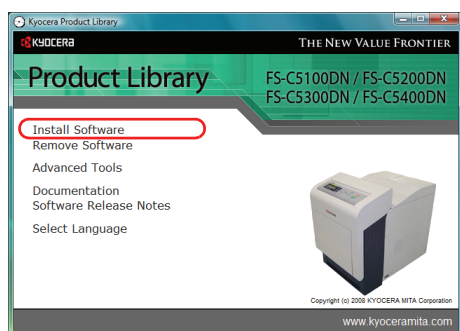 Kyocera Product Library
KYOCERA
THE NEW VALUE FRONTIER
Product Library
FS-C5100DN / FS-C5200DN
FS-C5300DN / FS-C5400DN
Install Software
Remove Software
Advanced Tools
Documentation
Software Release Notes
Select Language
Copyright (c) 2008 KYOCERA MITA Corporation
www.kyoceramita.com